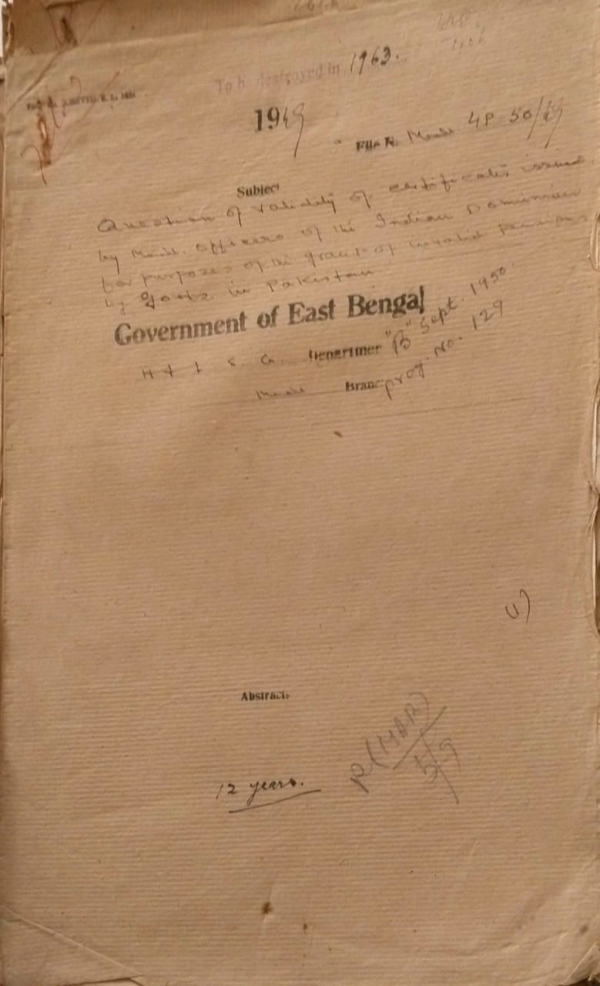 To be destroyed in 1963.
1949
File No. Medl. 4P-50/49
Subject
Question of validity of certificates issued
by Medl. Officers of the Indian Dominion
for purposes of the grant of invalid pensions
by Govts in Pakistan
Government of East Bengal
H & L S. G. Department "B" Sept. 1950
Medl Branch prog. No. 129
Abstract.
12 years.